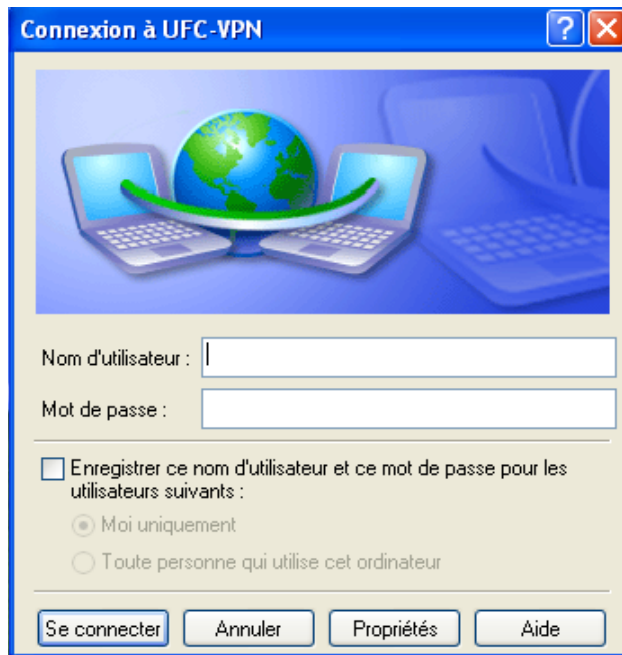 Connexion à UFC-VPN
Nom d'utilisateur :
Mot de passe :
Enregistrer ce nom d'utilisateur et ce mot de passe pour les
utilisateurs suivants :
Moi uniquement
Toute personne qui utilise cet ordinateur
Se connecter Annuler Propriétés Aide